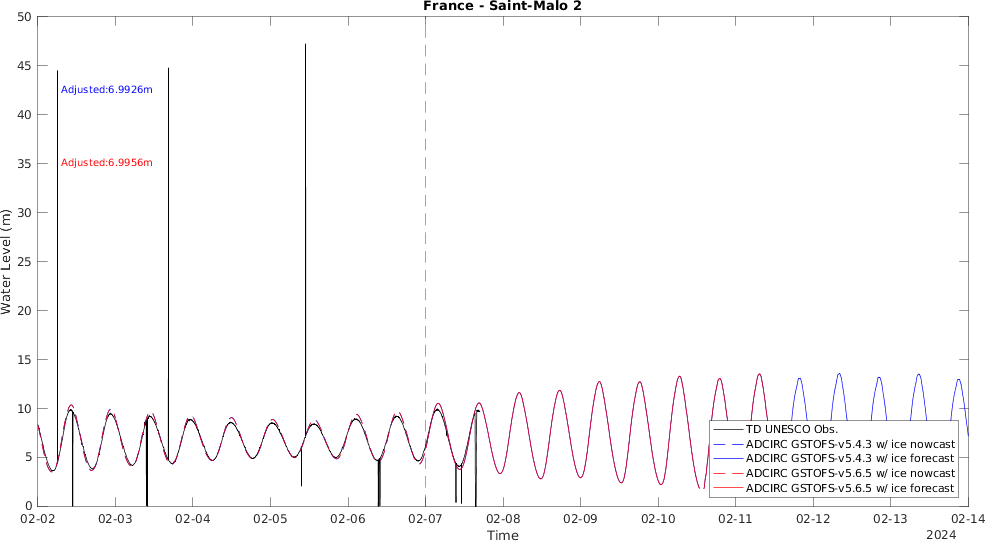 France - Saint-Malo 2
50
45
40
35
30
25
20
15
10
5
0
Water Level (m)
Adjusted:6.9926m
Adjusted:6.9956m
TD UNESCO Obs.
ADCIRC GSTOFS-v5.4.3 w/ ice nowcast
ADCIRC GSTOFS-v5.4.3 w/ ice forecast
ADCIRC GSTOFS-v5.6.5 w/ ice nowcast
ADCIRC GSTOFS-v5.6.5 w/ ice forecast
02-02 02-03 02-04 02-05 02-06 02-07 02-08 02-09 02-10 02-11 02-12 02-13 02-14
Time
2024